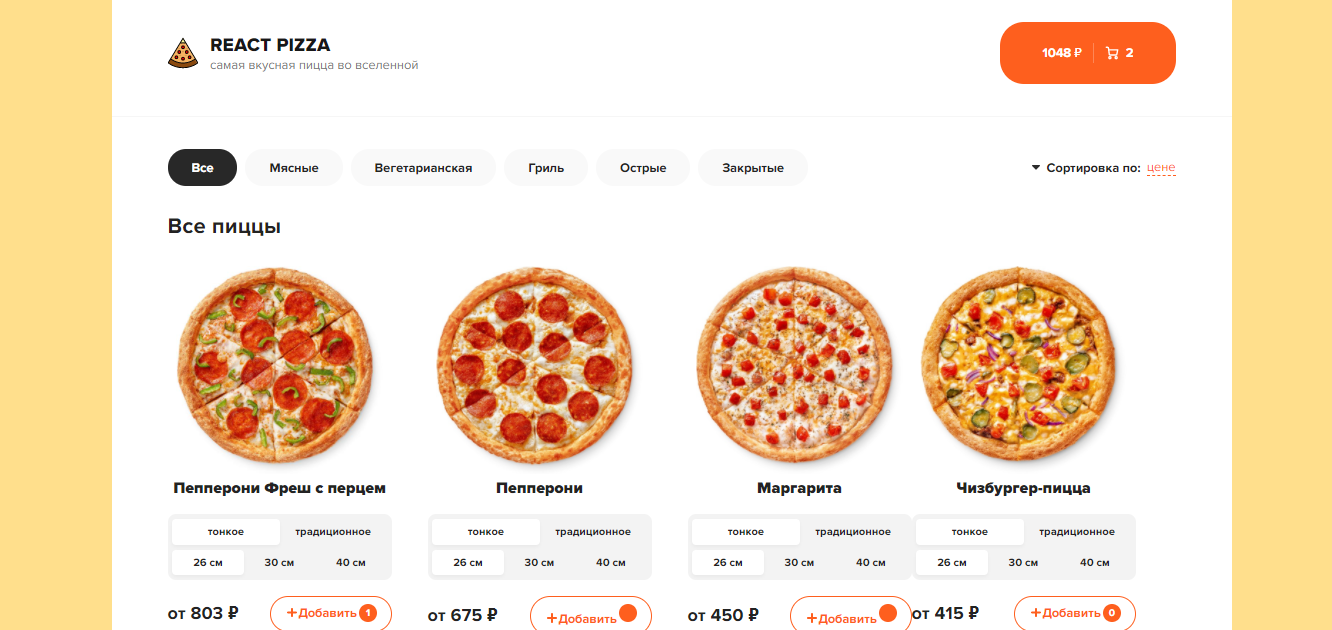 REACT PIZZA
самая вкусная пицца во вселенной
1048 ₽ 2
Все Мясные Вегетарианская Гриль Острые Закрытые Сортировка по: цене
Все пиццы
Пепперони Фреш с перцем Пепперони Маргарита Чизбургер-пицца
тонкое традиционное тонкое традиционное тонкое традиционное тонкое традиционное
26 см 30 см 40 см 26 см 30 см 40 см 26 см 30 см 40 см 26 см 30 см 40 см
от 803 ₽ +Добавить 1 от 675 ₽ +Добавить от 450 ₽ +Добавить от 415 ₽ +Добавить 0